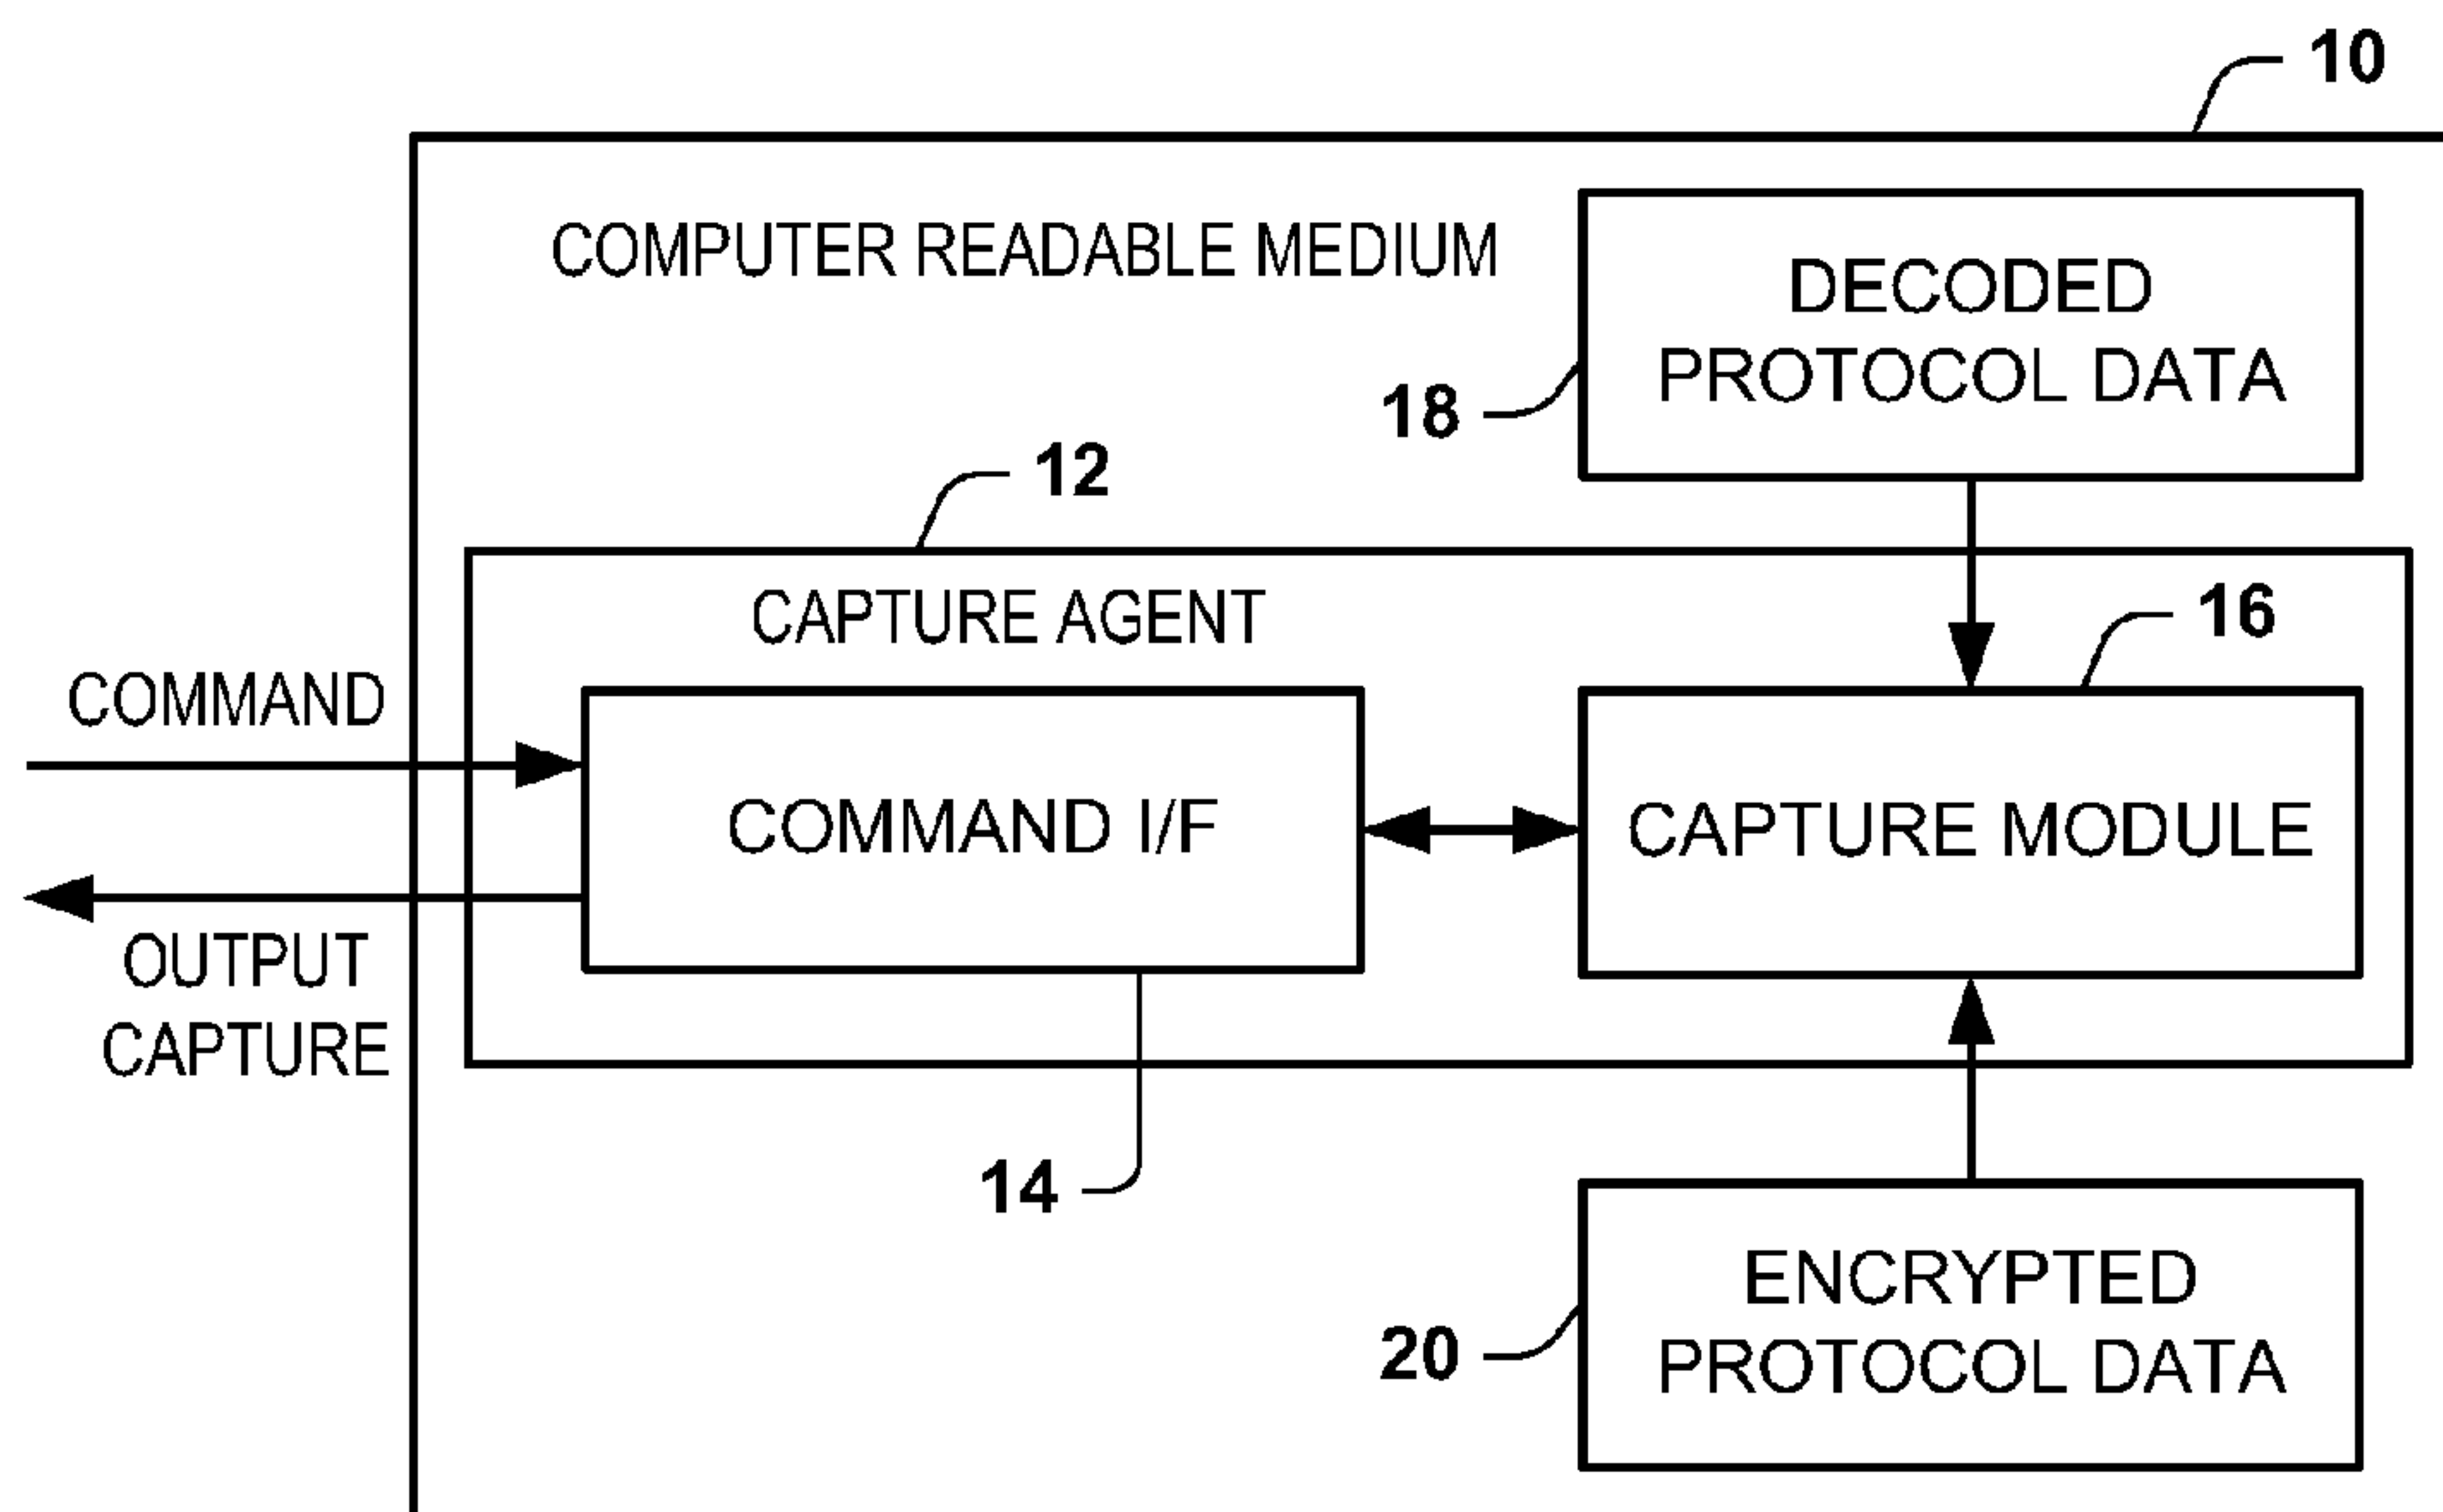 10
COMPUTER READABLE MEDIUM
DECODED
PROTOCOL DATA
18
12
CAPTURE AGENT
16
COMMAND
COMMAND I/F
CAPTURE MODULE
OUTPUT
CAPTURE
14
ENCRYPTED
PROTOCOL DATA
20